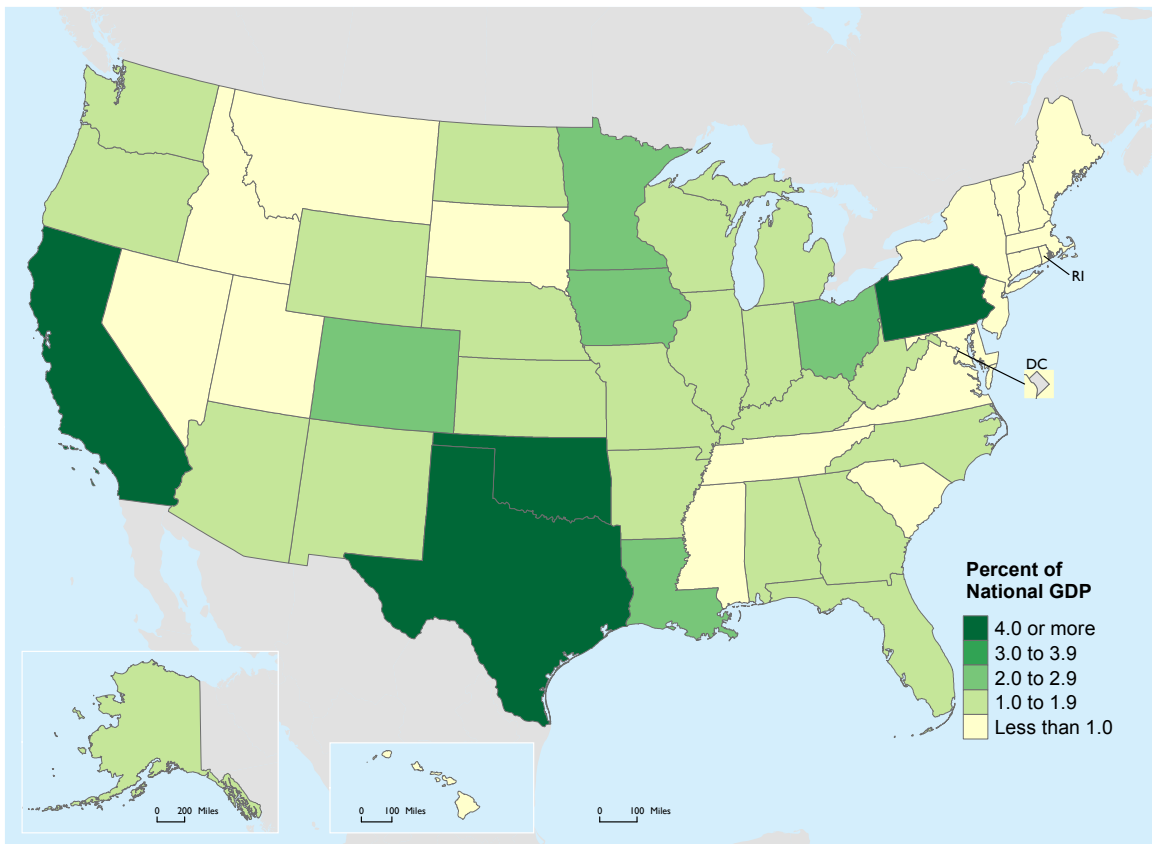 RI
DC
Percent of
National GDP
4.0 or more
3.0 to 3.9
2.0 to 2.9
1.0 to 1.9
Less than 1.0
0 200 Miles
0 100 Miles
0 100 Miles